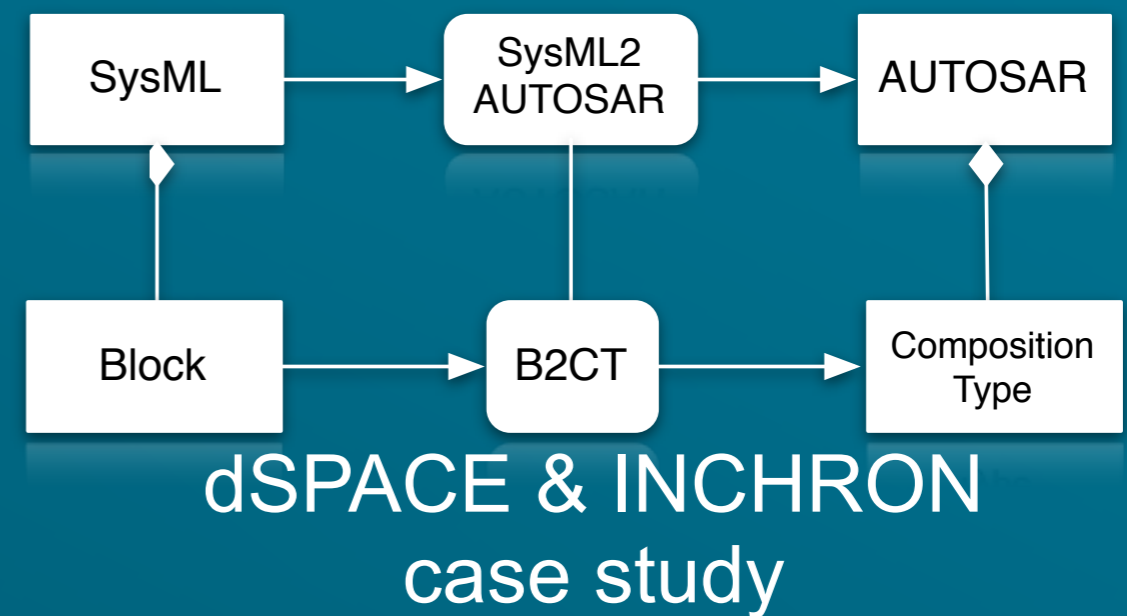 SysML
SysML2
AUTOSAR
AUTOSAR
Block
B2CT
Composition
Type
dSPACE & INCHRON
case study